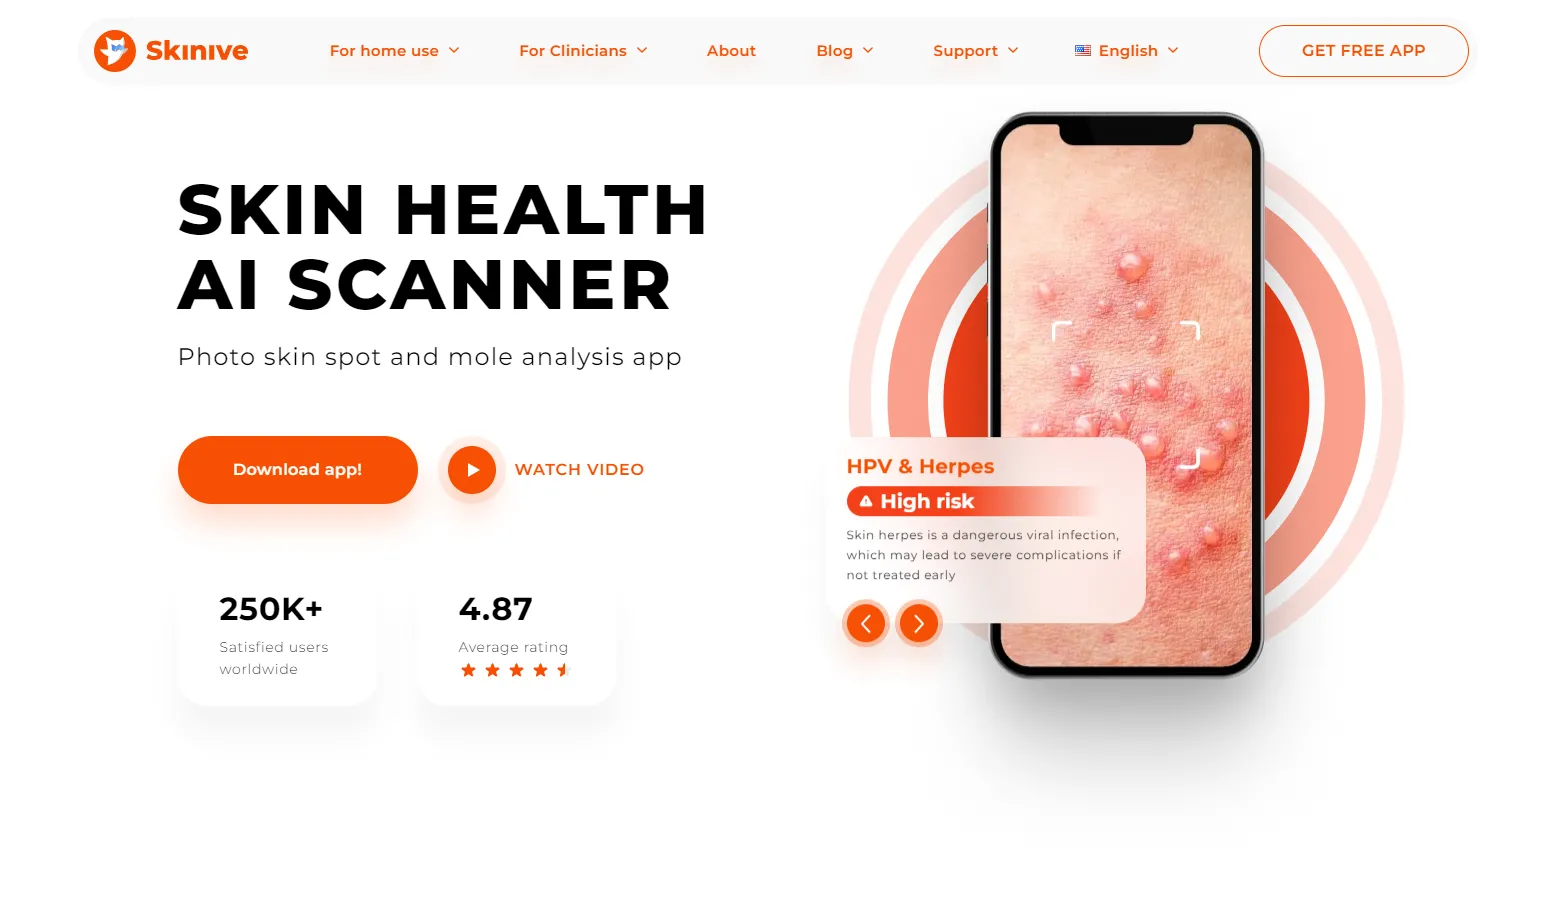 Skinive
For home use
For Clinicians
About
Blog
Support
English
GET FREE APP
SKIN HEALTH
AI SCANNER
Photo skin spot and mole analysis app
Download app!
WATCH VIDEO
250K+
Satisfied users
worldwide
4.87
Average rating
HPV & Herpes
High risk
Skin herpes is a dangerous viral infection,
which may lead to severe complications if
not treated early